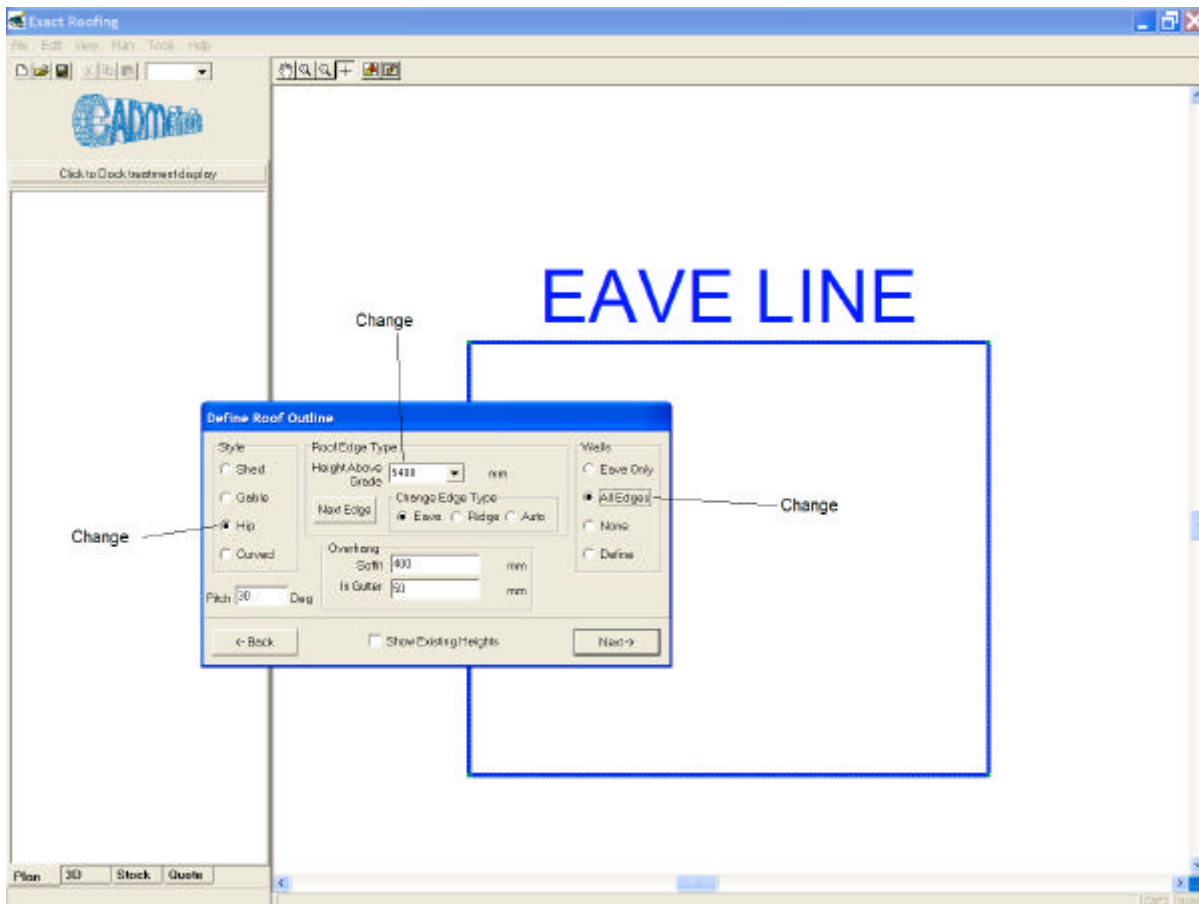 Exact Roofing
File Edit View Plan Tools Help
Click to Dock treatment display
EAVE LINE
Change
Define Roof Outline
Style
Shed
Gable
Hip
Curved
Pitch 30 Deg
Roof Edge Type
Height Above Grade 5400 mm
Next Edge
Change Edge Type
Eave Ridge Auto
Overhang
Soffit 400 mm
Is Gutter 50 mm
Walls
Eave Only
All Edges
None
Define
Change
Change
<- Back
Show Existing Heights
Next ->
Plan 3D Stock Quote
CAPS NUM